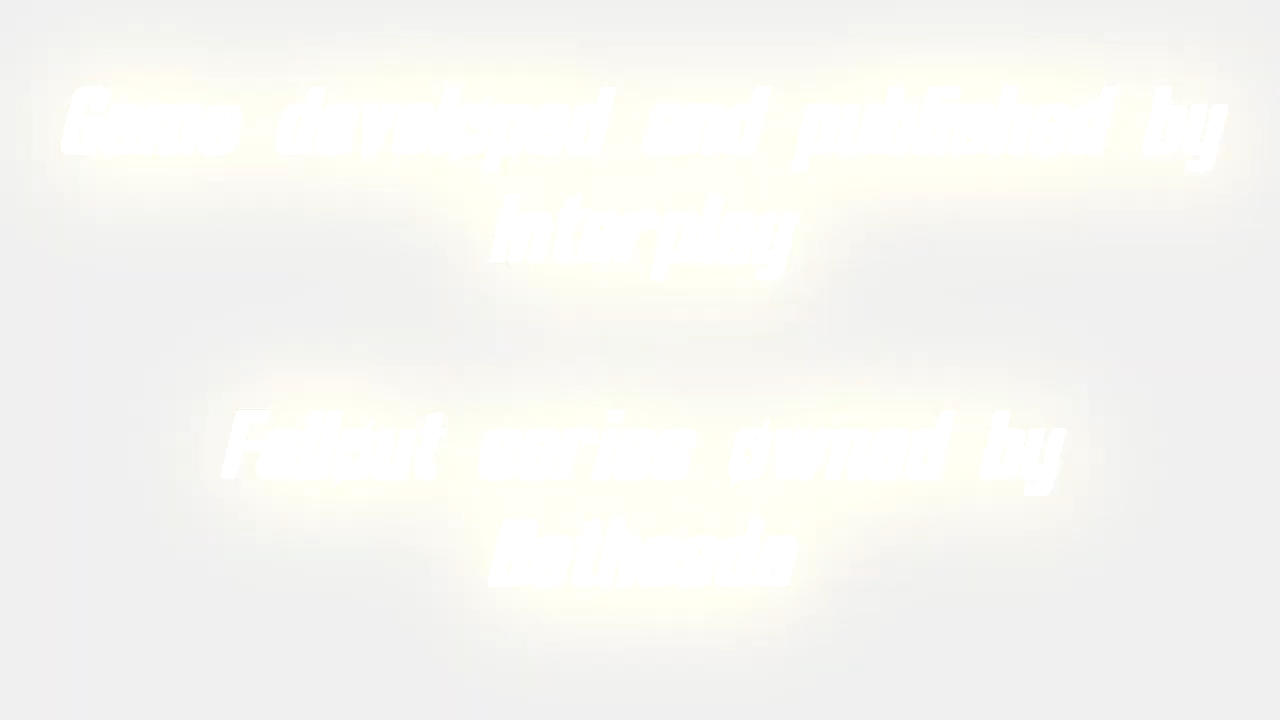 Game developed and published by
Interplay
Fallout series owned by
Bethesda